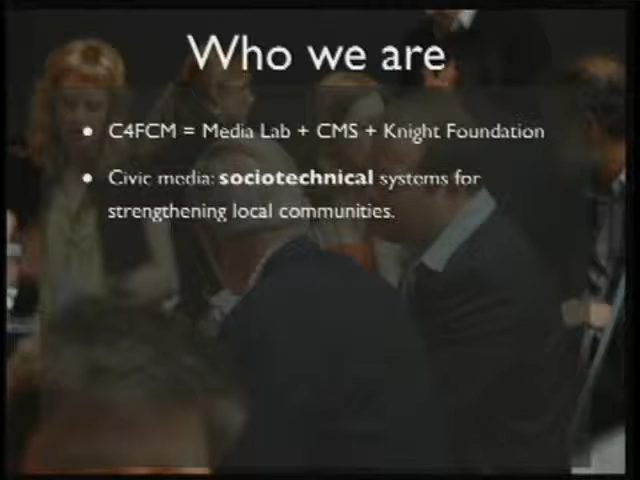 Who we are
• C4FCM = Media Lab + CMS + Knight Foundation
• Civic media: sociotechnical systems for
strengthening local communities.